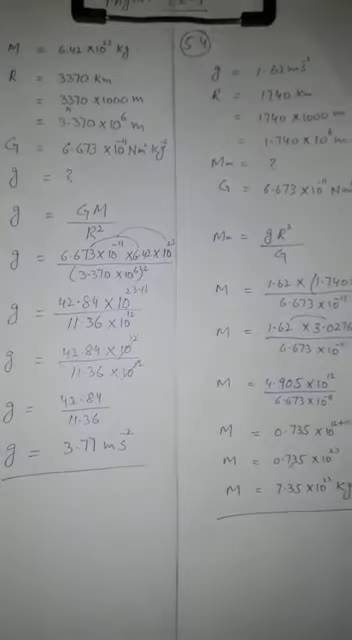 M = 6.42 × 10²³ kg
R = 3370 km
= 3370 × 1000 m
= 3.370 × 10⁶ m
G = 6.673 × 10⁻¹¹ Nm² kg⁻²
g = ?
g = GM / R²
g = 6.673 × 10⁻¹¹ × 6.42 × 10²³ / (3.370 × 10⁶)²
g = 42.84 × 10²³⁻¹¹ / 11.36 × 10¹²
g = 42.84 × 10¹² / 11.36 × 10¹²
g = 42.84 / 11.36
g = 3.77 ms⁻²
5.4
g = 1.62 ms⁻²
R = 1740 km
= 1740 × 1000 m
= 1.740 × 10⁶ m
Mm = ?
G = 6.673 × 10⁻¹¹ Nm²
Mm = gR² / G
M = 1.62 × (1.740 / 6.673 × 10⁻¹¹
M = 1.62 × 3.0276 / 6.673 × 10⁻¹¹
M = 4.905 × 10¹² / 6.673 × 10⁻¹¹
M = 0.735 × 10¹²⁺
M = 0.735 × 10²³
M = 7.35 × 10²² kg